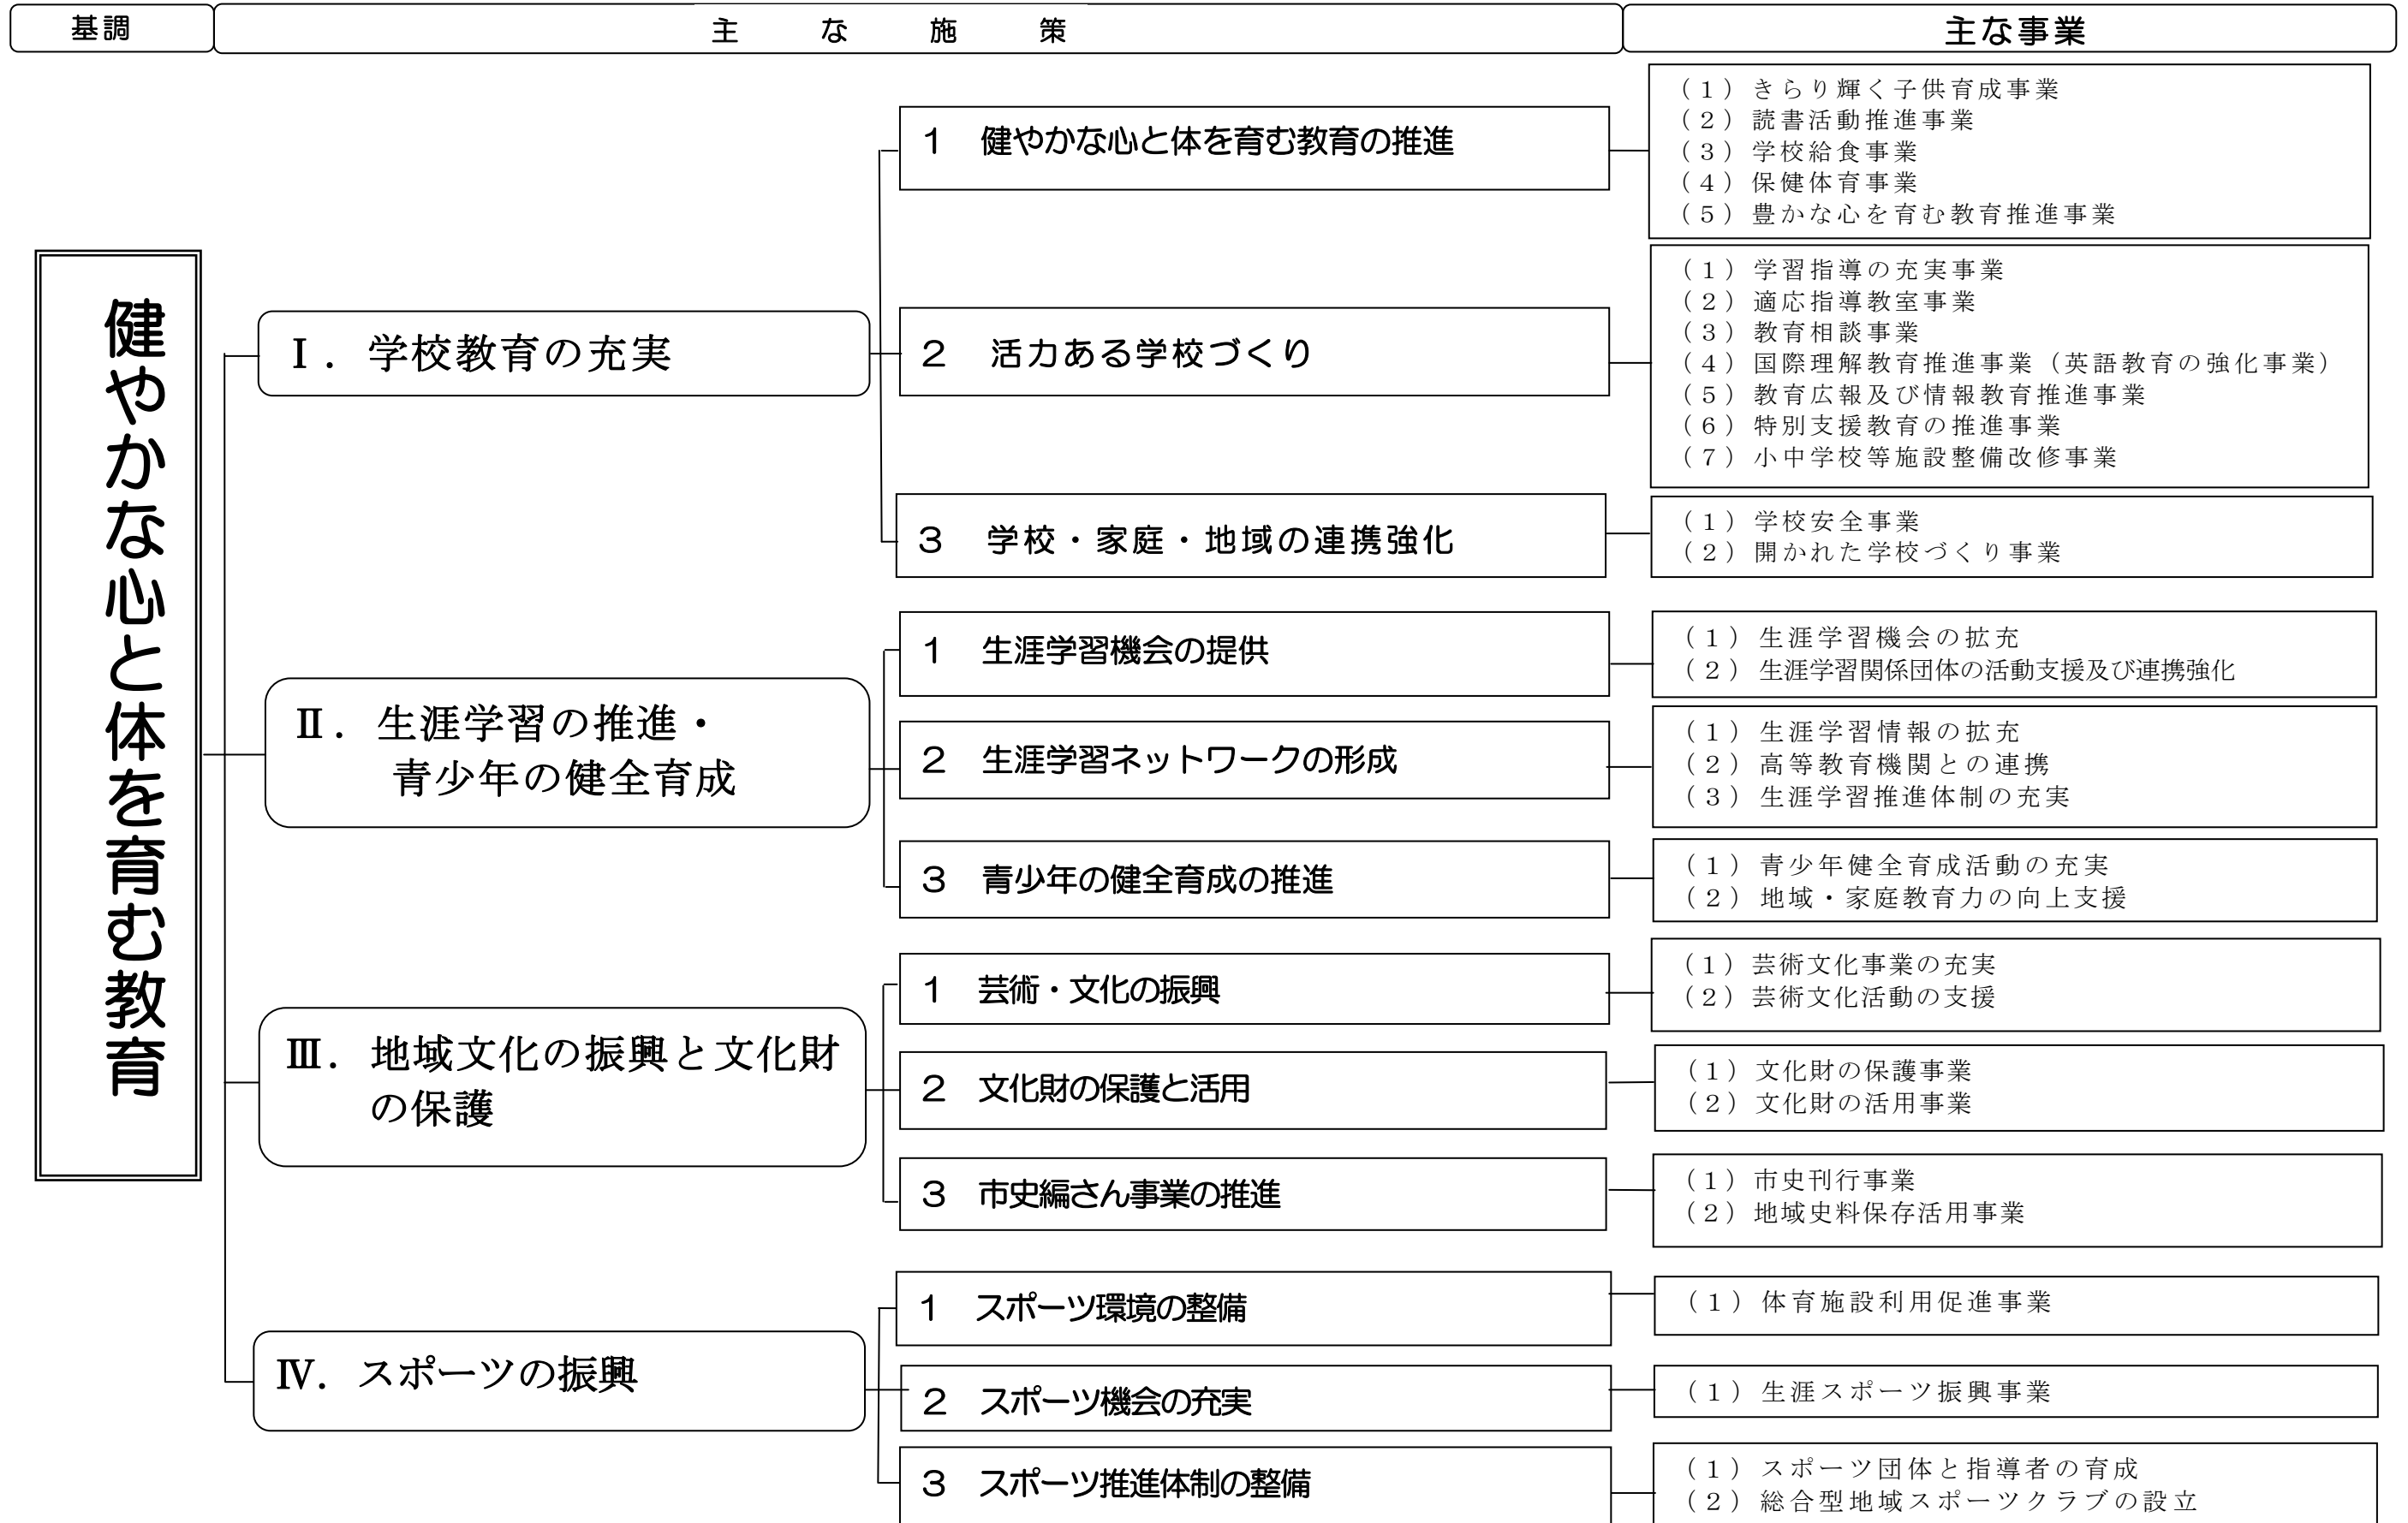 基調
主な施策
主な事業
健やかな心と体を育む教育
Ⅰ．学校教育の充実
1　健やかな心と体を育む教育の推進
（１）きらり輝く子供育成事業
（２）読書活動推進事業
（３）学校給食事業
（４）保健体育事業
（５）豊かな心を育む教育推進事業
2　活力ある学校づくり
（１）学習指導の充実事業
（２）適応指導教室事業
（３）教育相談事業
（４）国際理解教育推進事業（英語教育の強化事業）
（５）教育広報及び情報教育推進事業
（６）特別支援教育の推進事業
（７）小中学校等施設整備改修事業
3　学校・家庭・地域の連携強化
（１）学校安全事業
（２）開かれた学校づくり事業
Ⅱ．生涯学習の推進・
青少年の健全育成
1　生涯学習機会の提供
（１）生涯学習機会の拡充
（２）生涯学習関係団体の活動支援及び連携強化
2　生涯学習ネットワークの形成
（１）生涯学習情報の拡充
（２）高等教育機関との連携
（３）生涯学習推進体制の充実
3　青少年の健全育成の推進
（１）青少年健全育成活動の充実
（２）地域・家庭教育力の向上支援
Ⅲ．地域文化の振興と文化財
の保護
1　芸術・文化の振興
（１）芸術文化事業の充実
（２）芸術文化活動の支援
2　文化財の保護と活用
（１）文化財の保護事業
（２）文化財の活用事業
3　市史編さん事業の推進
（１）市史刊行事業
（２）地域史料保存活用事業
Ⅳ．スポーツの振興
1　スポーツ環境の整備
（１）体育施設利用促進事業
2　スポーツ機会の充実
（１）生涯スポーツ振興事業
3　スポーツ推進体制の整備
（１）スポーツ団体と指導者の育成
（２）総合型地域スポーツクラブの設立